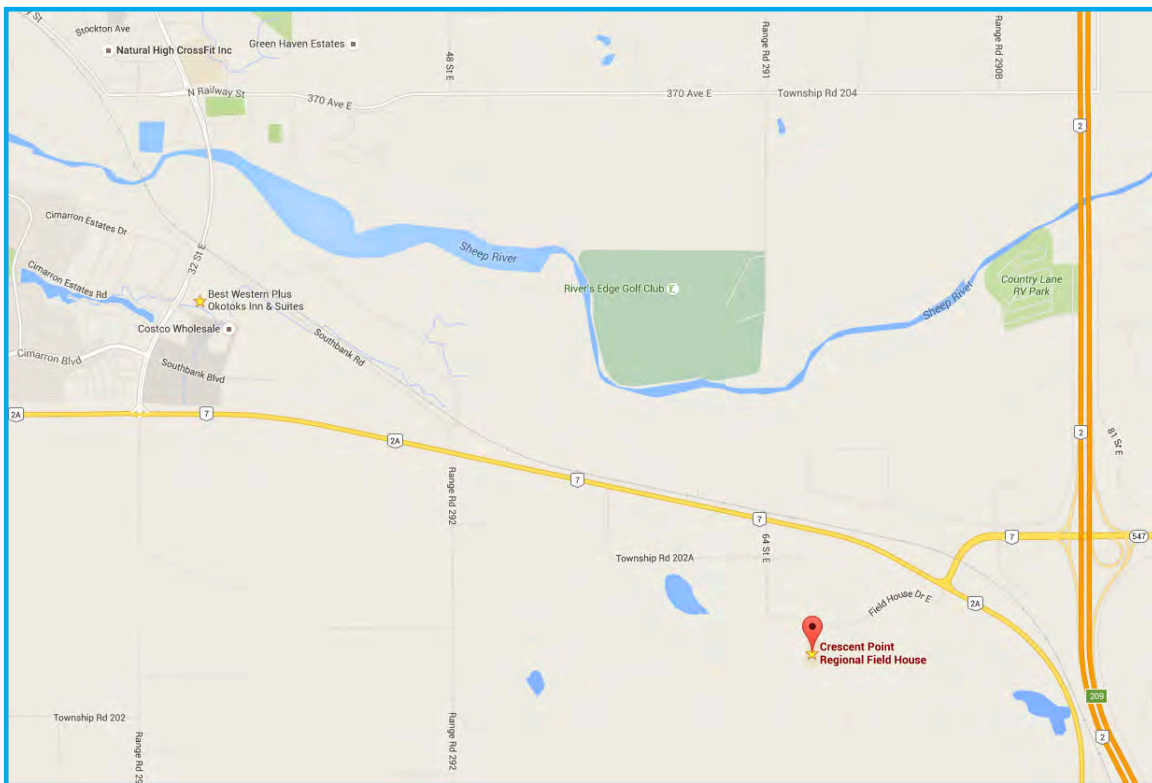 Stockton Ave
Natural High CrossFit Inc
Green Haven Estates
48 St E
Range Rd 291
Range Rd 290B
N Railway St
370 Ave E
370 Ave E
Township Rd 204
2
Cimarron Estates Dr
32 St E
Sheep River
Cimarron Estates Rd
Best Western Plus
Okotoks Inn & Suites
River's Edge Golf Club
Sheep River
Country Lane
RV Park
Costco Wholesale
Southbank Rd
Cimarron Blvd
Southbank Blvd
2A
7
2A
2
81 St E
7
Range Rd 292
7
64 St E
7
547
Township Rd 202A
Field House Dr E
2A
Crescent Point
Regional Field House
209
Township Rd 202
Range Rd 292
2